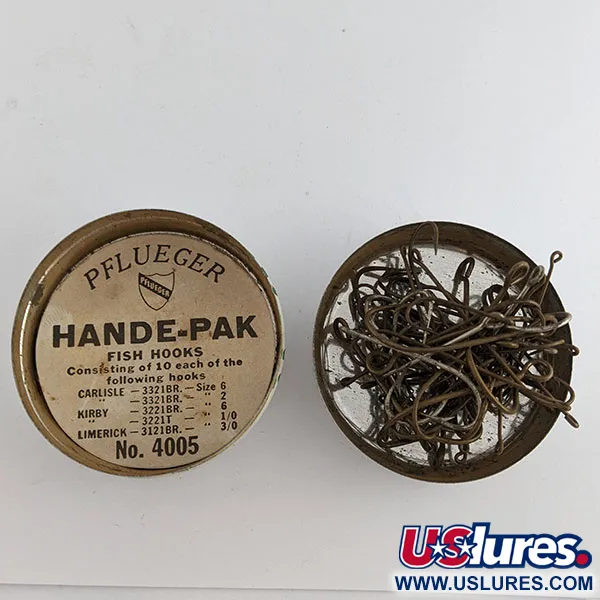 PFLUEGER
PFLUEGER
HANDE-PAK
FISH HOOKS
Consisting of 10 each of the
following hooks
CARLISLE — 3321BR. — Size 6
" — 3321BR. — " 2
KIRBY — 3221BR. — " 6
" — 3221T — " 1/0
LIMERICK — 3121BR. — " 3/0
No. 4005
USlures.
WWW.USLURES.COM